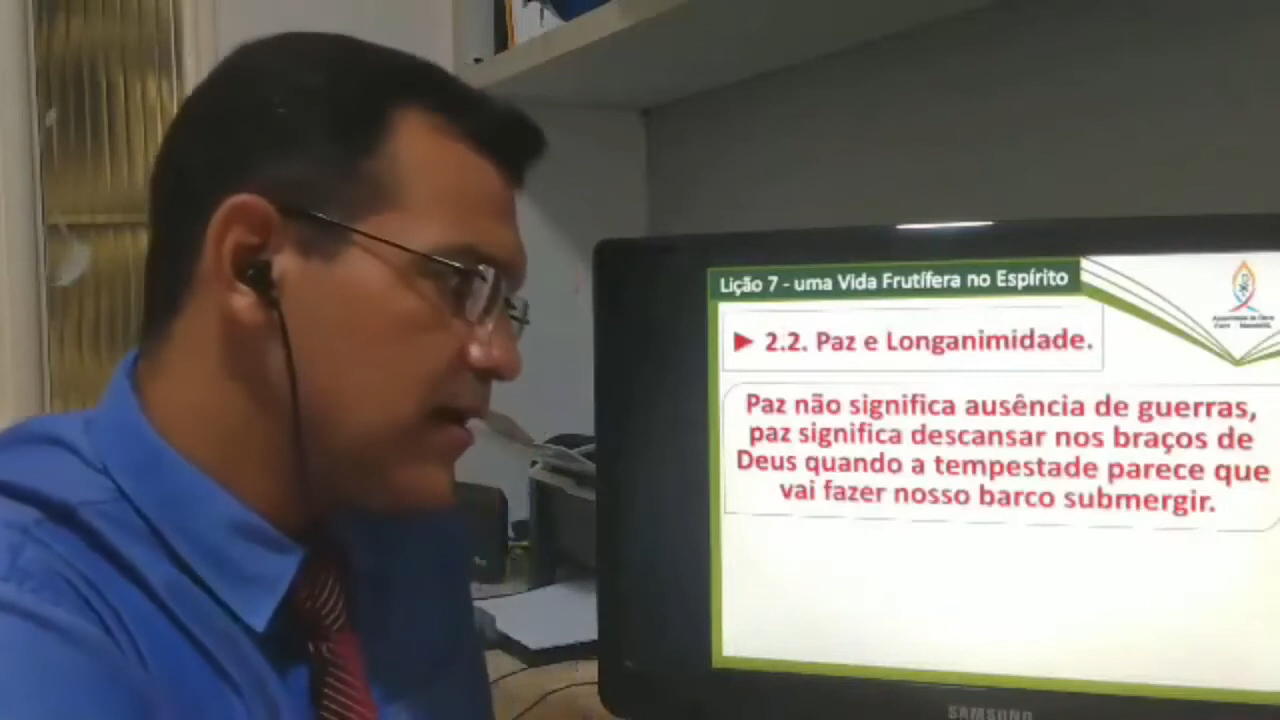 Lição 7 - uma Vida Frutífera no Espírito
► 2.2. Paz e Longanimidade.
Paz não significa ausência de guerras,
paz significa descansar nos braços de
Deus quando a tempestade parece que
vai fazer nosso barco submergir.
SAMSUNG